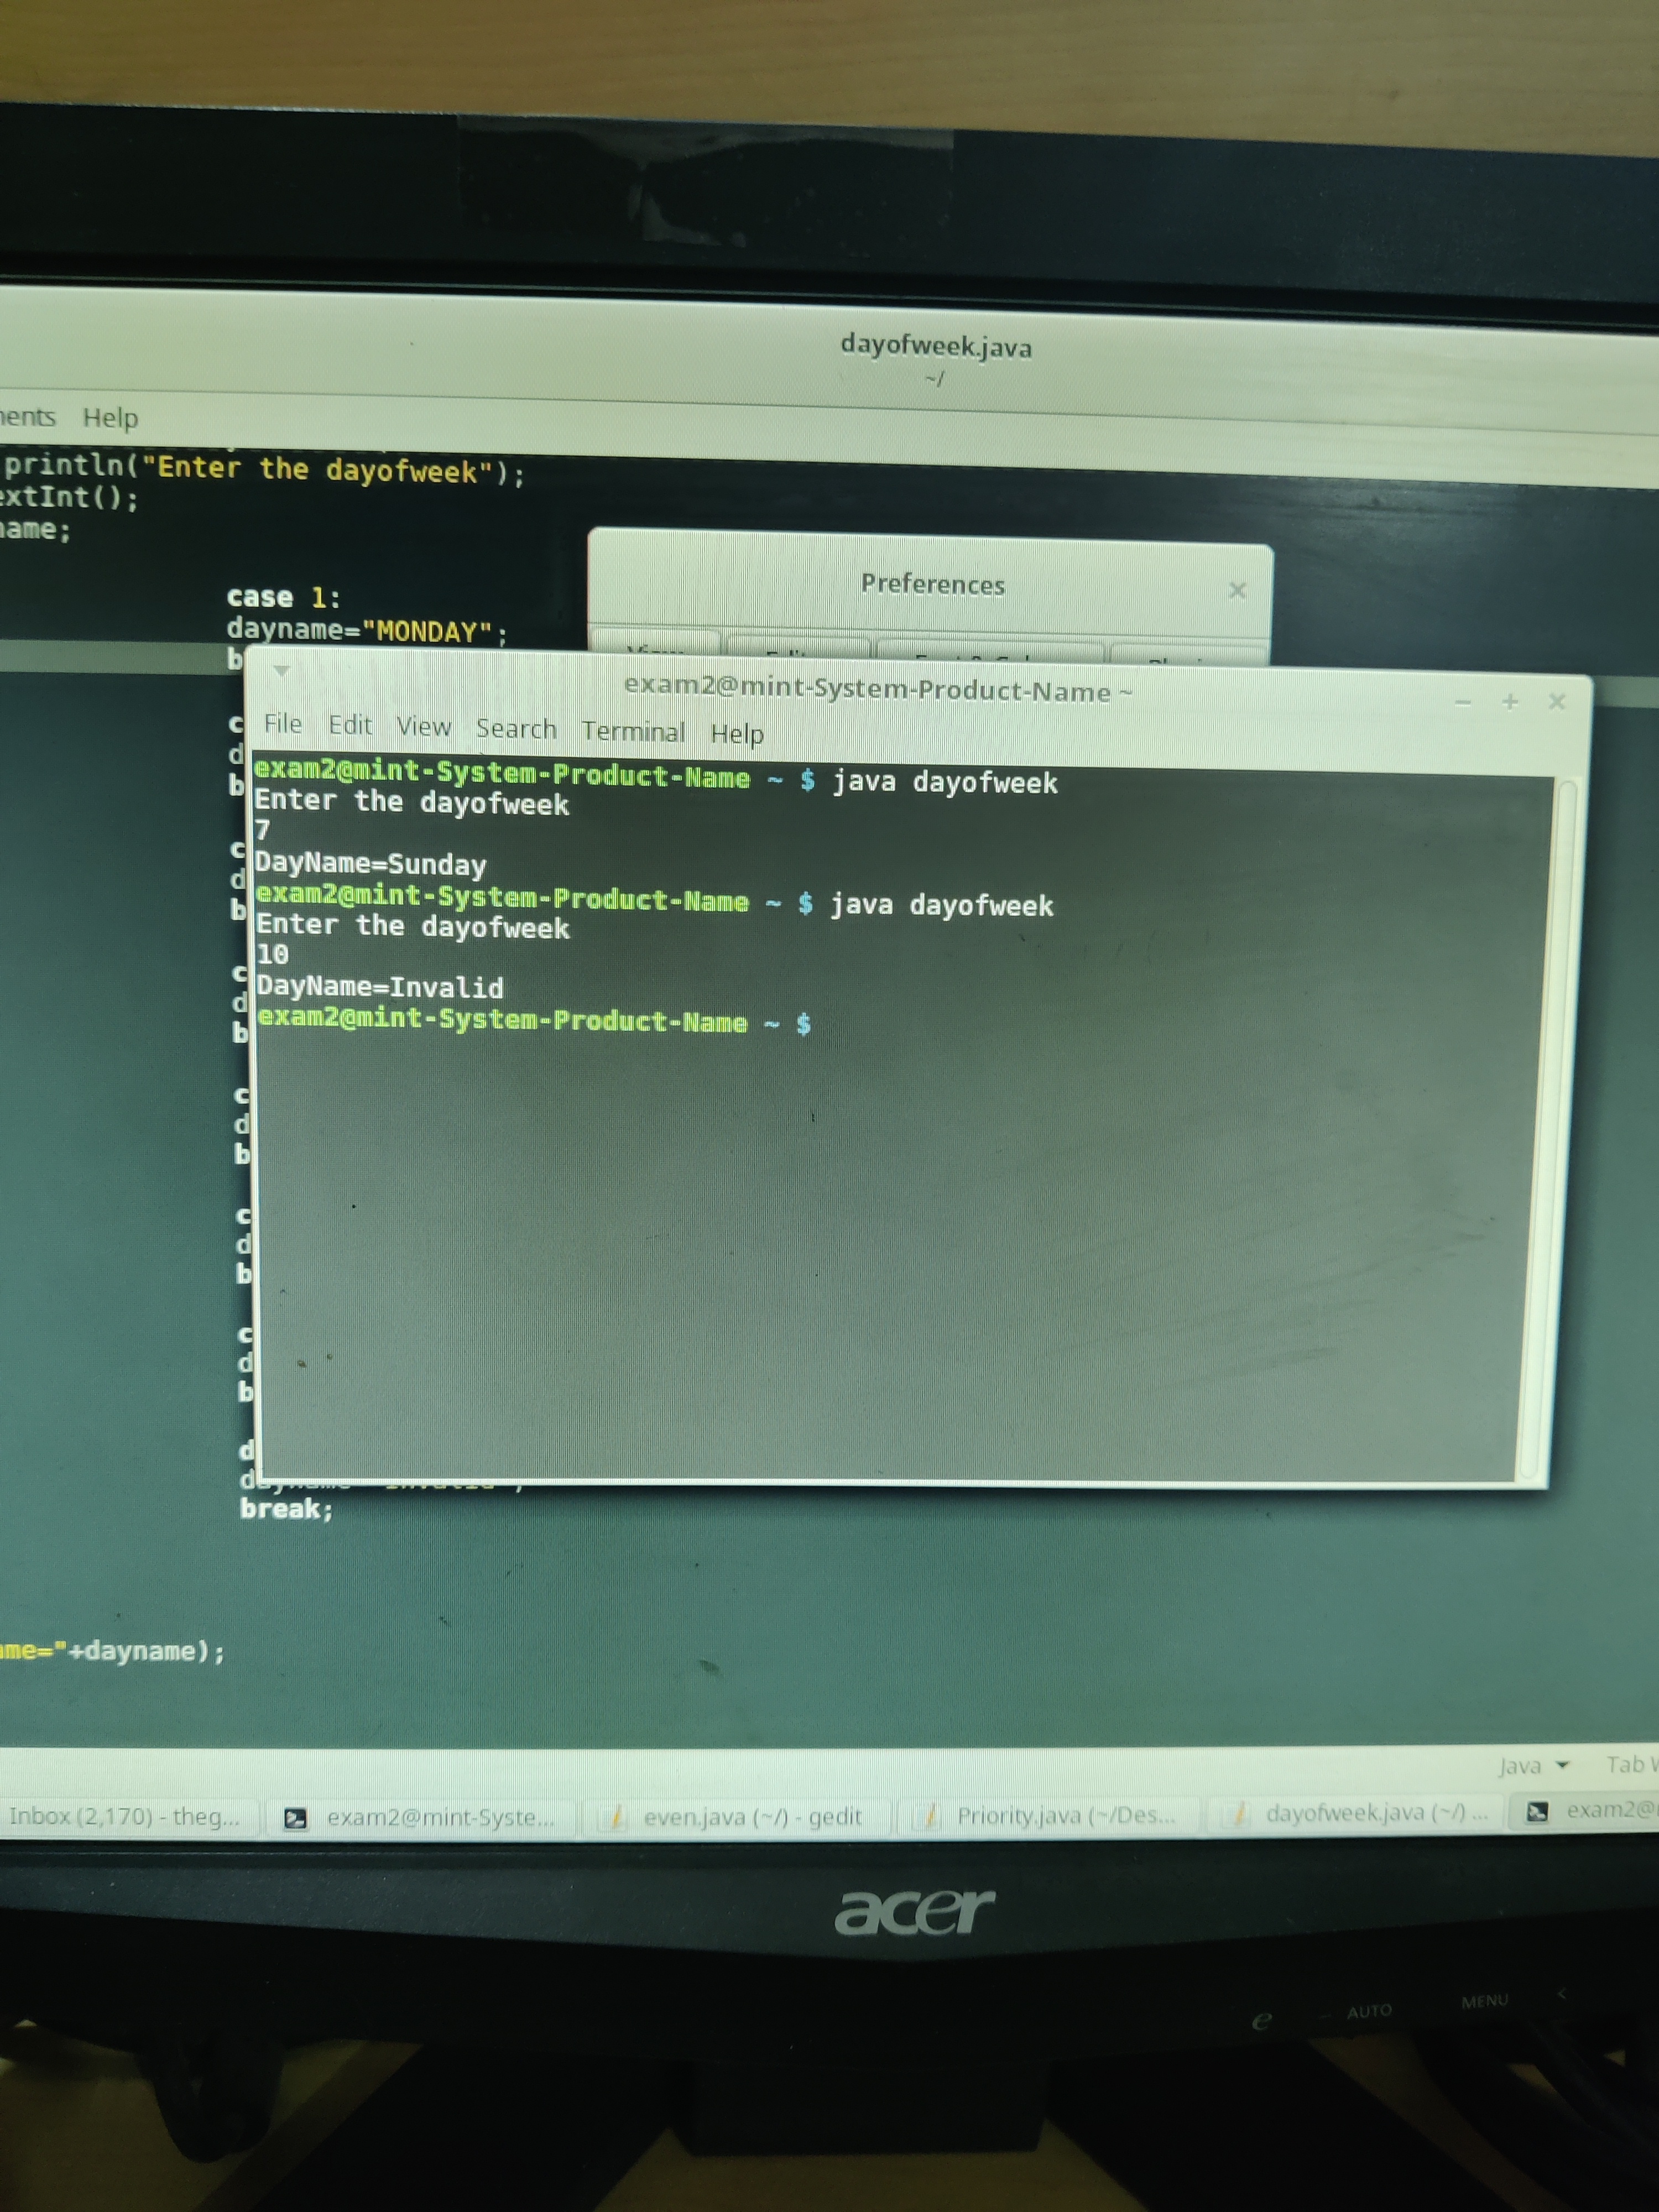 dayofweek.java
~/
Help
println("Enter the dayofweek");
extInt();
ame;
case 1:
dayname="MONDAY";
b
Preferences
exam2@mint-System-Product-Name ~
File Edit View Search Terminal Help
exam2@mint-System-Product-Name ~ $ java dayofweek
Enter the dayofweek
7
DayName=Sunday
exam2@mint-System-Product-Name ~ $ java dayofweek
Enter the dayofweek
10
DayName=Invalid
exam2@mint-System-Product-Name ~ $
c
d
b
c
d
b
c
d
b
c
d
b
c
d
b
c
d
b
d
break;
ame="+dayname);
Java Tab W
Inbox (2,170) - theg... exam2@mint-Syste... even.java (~/) - gedit Priority.java (~/Des... dayofweek.java (~/) ... exam2@
acer
e AUTO MENU <